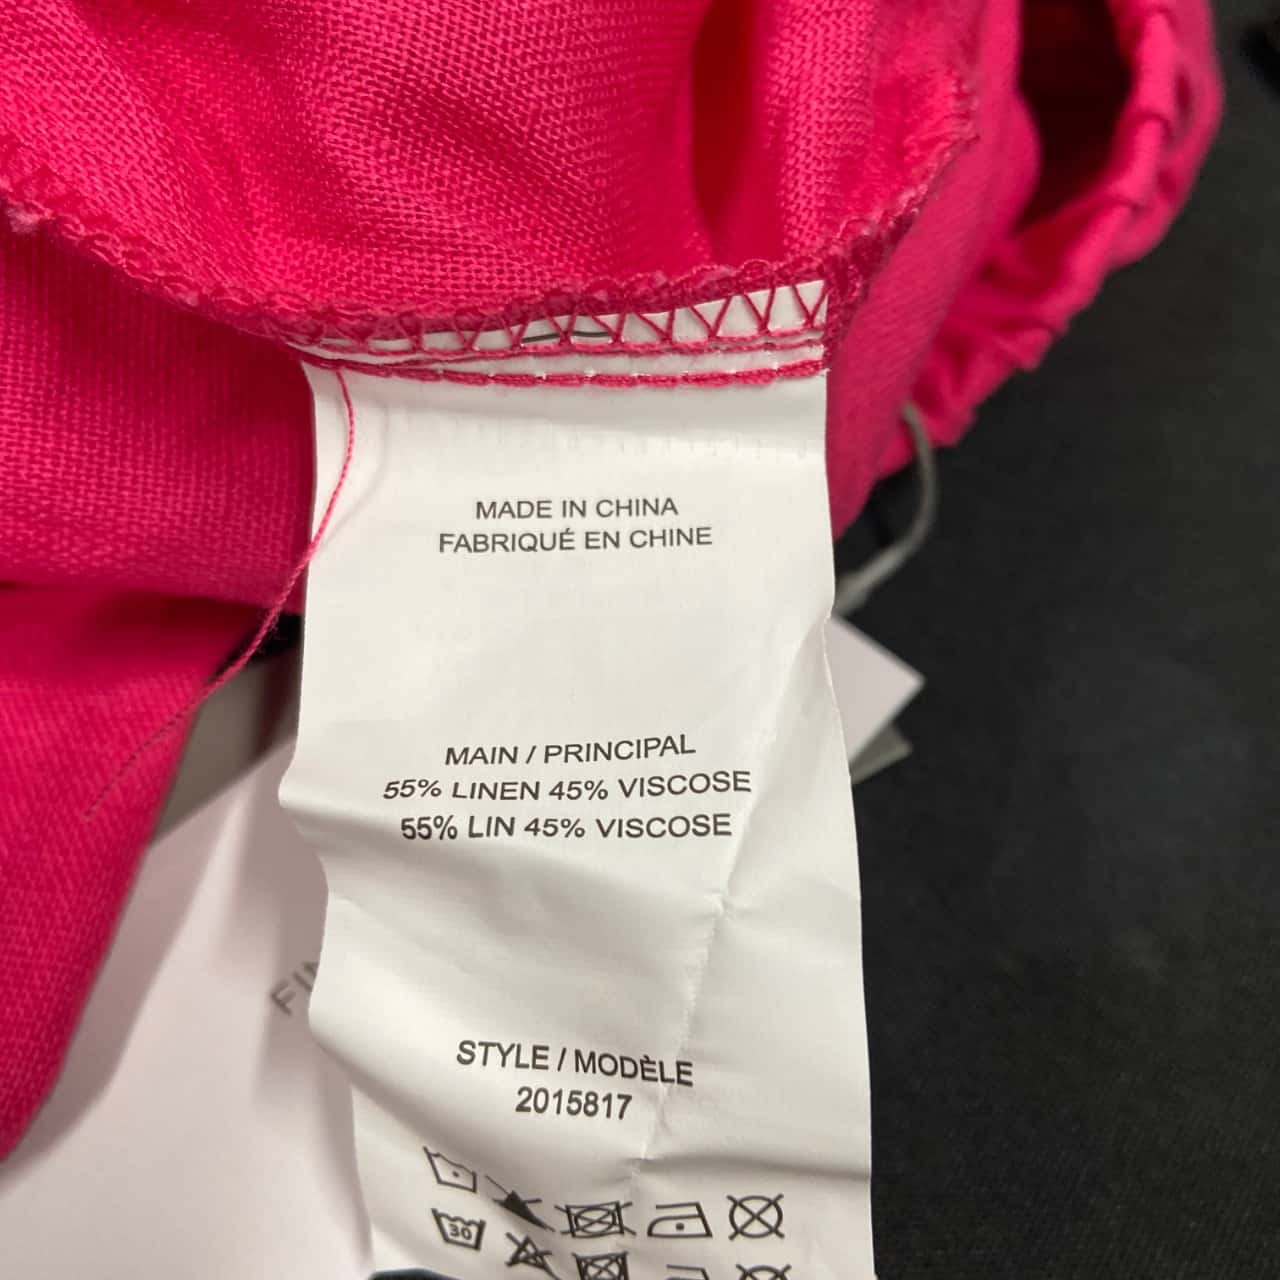 MADE IN CHINA
FABRIQUÉ EN CHINE
MAIN / PRINCIPAL
55% LINEN 45% VISCOSE
55% LIN 45% VISCOSE
STYLE / MODÈLE
2015817
30